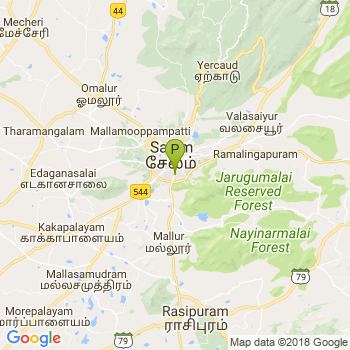 Mecheri
மேச்சேரி
44
18
Yercaud
ஏற்காடு
Omalur
ஓமலூர்
Valasaiyur
வலசையூர்
Tharamangalam
Mallamooppampatti
Salem
P
சேலம்
Ramalingapuram
Edaganasalai
எடகானசாலை
Jarugumalai
Reserved
Forest
544
Kakapalayam
காக்காபாளையம்
Nayinarmalai
Forest
Mallur
மல்லூர்
Mallasamudram
மல்லசமுத்திரம்
79
Morepalayam
மோர்ப்பாளையம்
Rasipuram
ராசிபுரம்
79
Google
Map data ©2018 Google